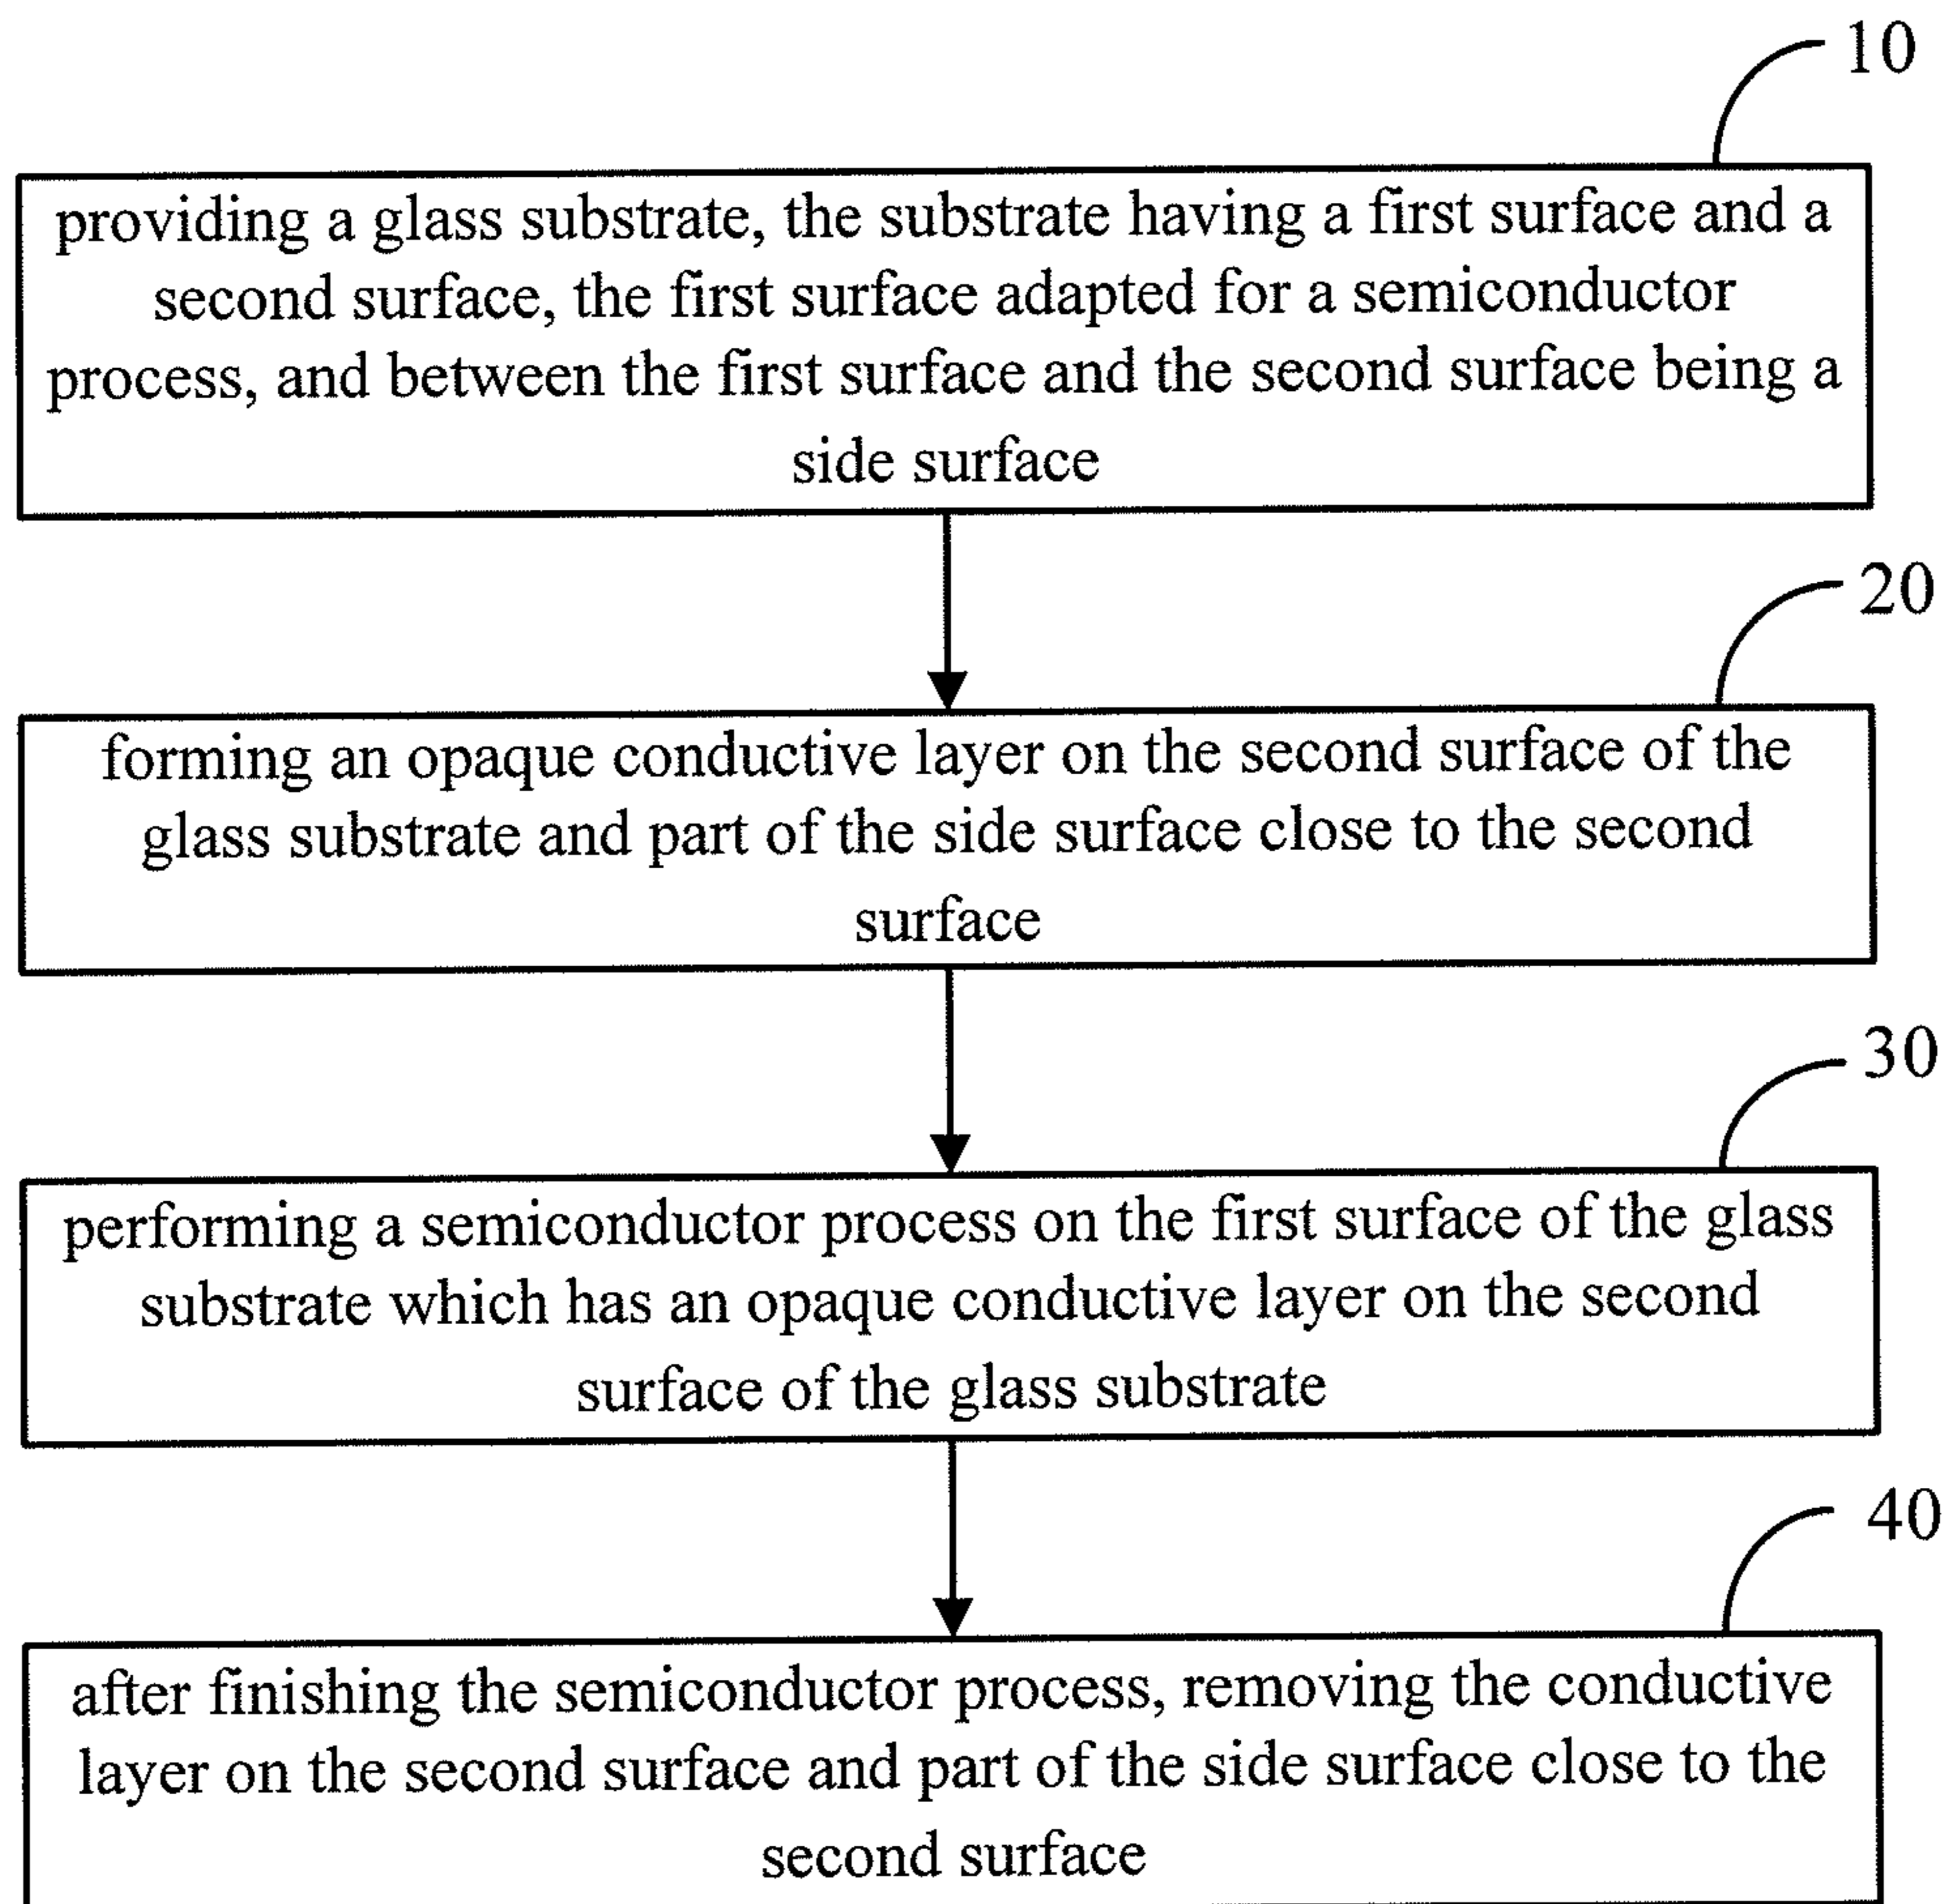 10
providing a glass substrate, the substrate having a first surface and a
second surface, the first surface adapted for a semiconductor
process, and between the first surface and the second surface being a
side surface
20
forming an opaque conductive layer on the second surface of the
glass substrate and part of the side surface close to the second
surface
30
performing a semiconductor process on the first surface of the glass
substrate which has an opaque conductive layer on the second
surface of the glass substrate
40
after finishing the semiconductor process, removing the conductive
layer on the second surface and part of the side surface close to the
second surface